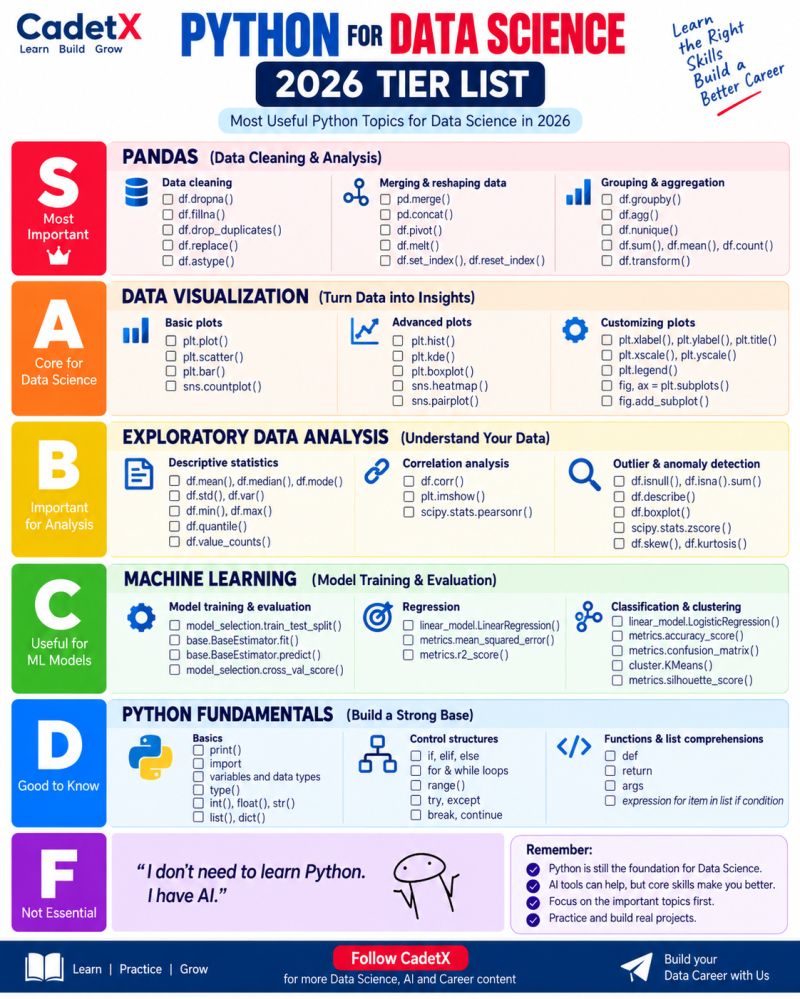 CadetX
Learn Build Grow
PYTHON FOR DATA SCIENCE
2026 TIER LIST
Most Useful Python Topics for Data Science in 2026
Learn
the Right
Skills
Build a
Better Career
S
Most
Important
PANDAS (Data Cleaning & Analysis)
Data cleaning
df.dropna()
df.fillna()
df.drop_duplicates()
df.replace()
df.astype()
Merging & reshaping data
pd.merge()
pd.concat()
df.pivot()
df.melt()
df.set_index(), df.reset_index()
Grouping & aggregation
df.groupby()
df.agg()
df.nunique()
df.sum(), df.mean(), df.count()
df.transform()
A
Core for
Data Science
DATA VISUALIZATION (Turn Data into Insights)
Basic plots
plt.plot()
plt.scatter()
plt.bar()
sns.countplot()
Advanced plots
plt.hist()
plt.kde()
plt.boxplot()
sns.heatmap()
sns.pairplot()
Customizing plots
plt.xlabel(), plt.ylabel(), plt.title()
plt.xscale(), plt.yscale()
plt.legend()
fig, ax = plt.subplots()
fig.add_subplot()
B
Important
for Analysis
EXPLORATORY DATA ANALYSIS (Understand Your Data)
Descriptive statistics
df.mean(), df.median(), df.mode()
df.std(), df.var()
df.min(), df.max()
df.quantile()
df.value_counts()
Correlation analysis
df.corr()
plt.imshow()
scipy.stats.pearsonr()
Outlier & anomaly detection
df.isnull(), df.isna().sum()
df.describe()
df.boxplot()
scipy.stats.zscore()
df.skew(), df.kurtosis()
C
Useful for
ML Models
MACHINE LEARNING (Model Training & Evaluation)
Model training & evaluation
model_selection.train_test_split()
base.BaseEstimator.fit()
base.BaseEstimator.predict()
model_selection.cross_val_score()
Regression
linear_model.LinearRegression()
metrics.mean_squared_error()
metrics.r2_score()
Classification & clustering
linear_model.LogisticRegression()
metrics.accuracy_score()
metrics.confusion_matrix()
cluster.KMeans()
metrics.silhouette_score()
D
Good to Know
PYTHON FUNDAMENTALS (Build a Strong Base)
Basics
print()
import
variables and data types
type()
int(), float(), str()
list(), dict()
Control structures
if, elif, else
for & while loops
range()
try, except
break, continue
Functions & list comprehensions
def
return
args
expression for item in list if condition
F
Not Essential
"I don't need to learn Python.
I have AI."
Remember:
Python is still the foundation for Data Science.
AI tools can help, but core skills make you better.
Focus on the important topics first.
Practice and build real projects.
Learn | Practice | Grow
Follow CadetX
for more Data Science, AI and Career content
Build your
Data Career with Us